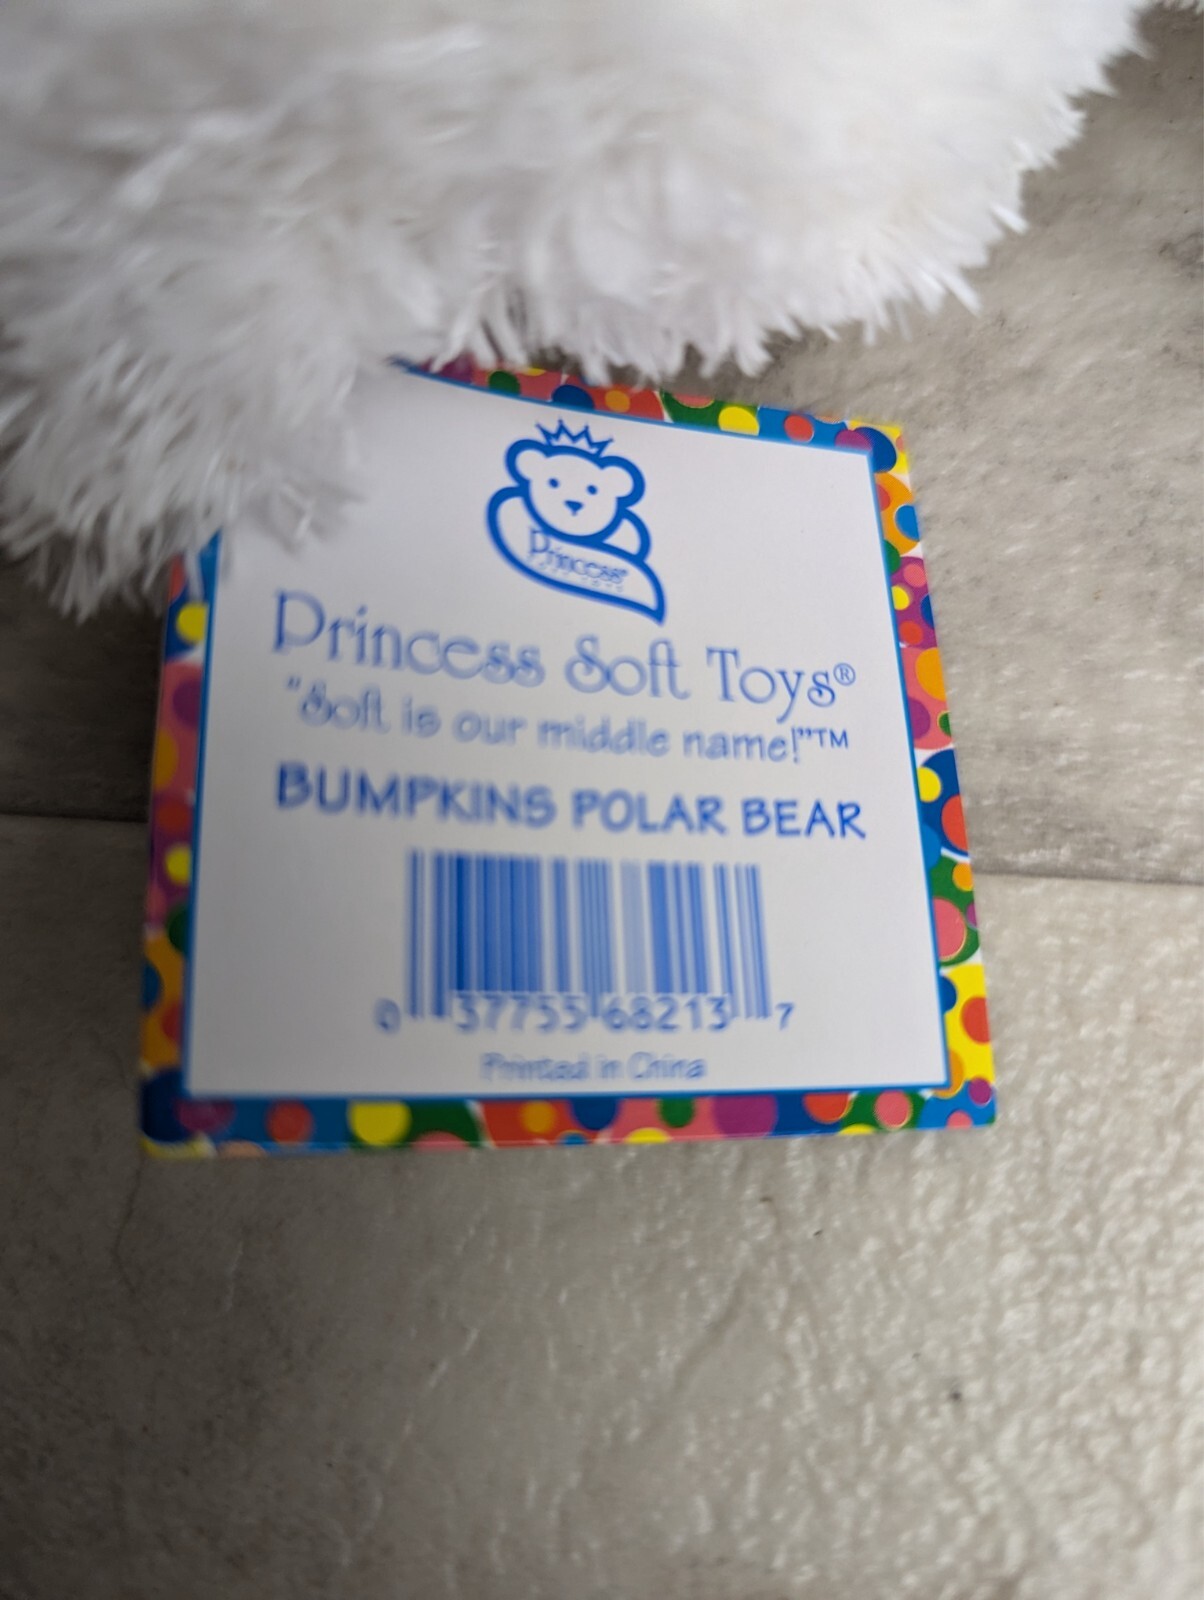 Princess®
Princess Soft Toys®
"Soft is our middle name!"™
BUMPKINS POLAR BEAR
0 37755 68213 7
Printed in China